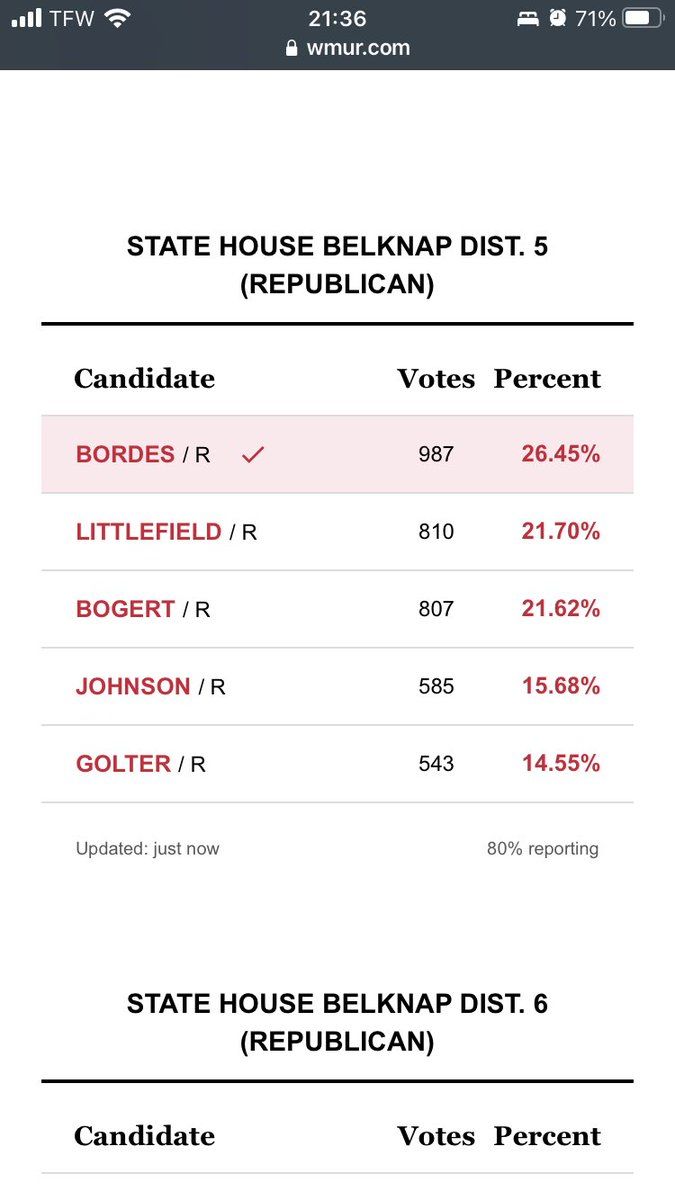 TFW 21:36 71%
wmur.com
STATE HOUSE BELKNAP DIST. 5
(REPUBLICAN)
Candidate Votes Percent
BORDES / R 987 26.45%
LITTLEFIELD / R 810 21.70%
BOGERT / R 807 21.62%
JOHNSON / R 585 15.68%
GOLTER / R 543 14.55%
Updated: just now 80% reporting
STATE HOUSE BELKNAP DIST. 6
(REPUBLICAN)
Candidate Votes Percent